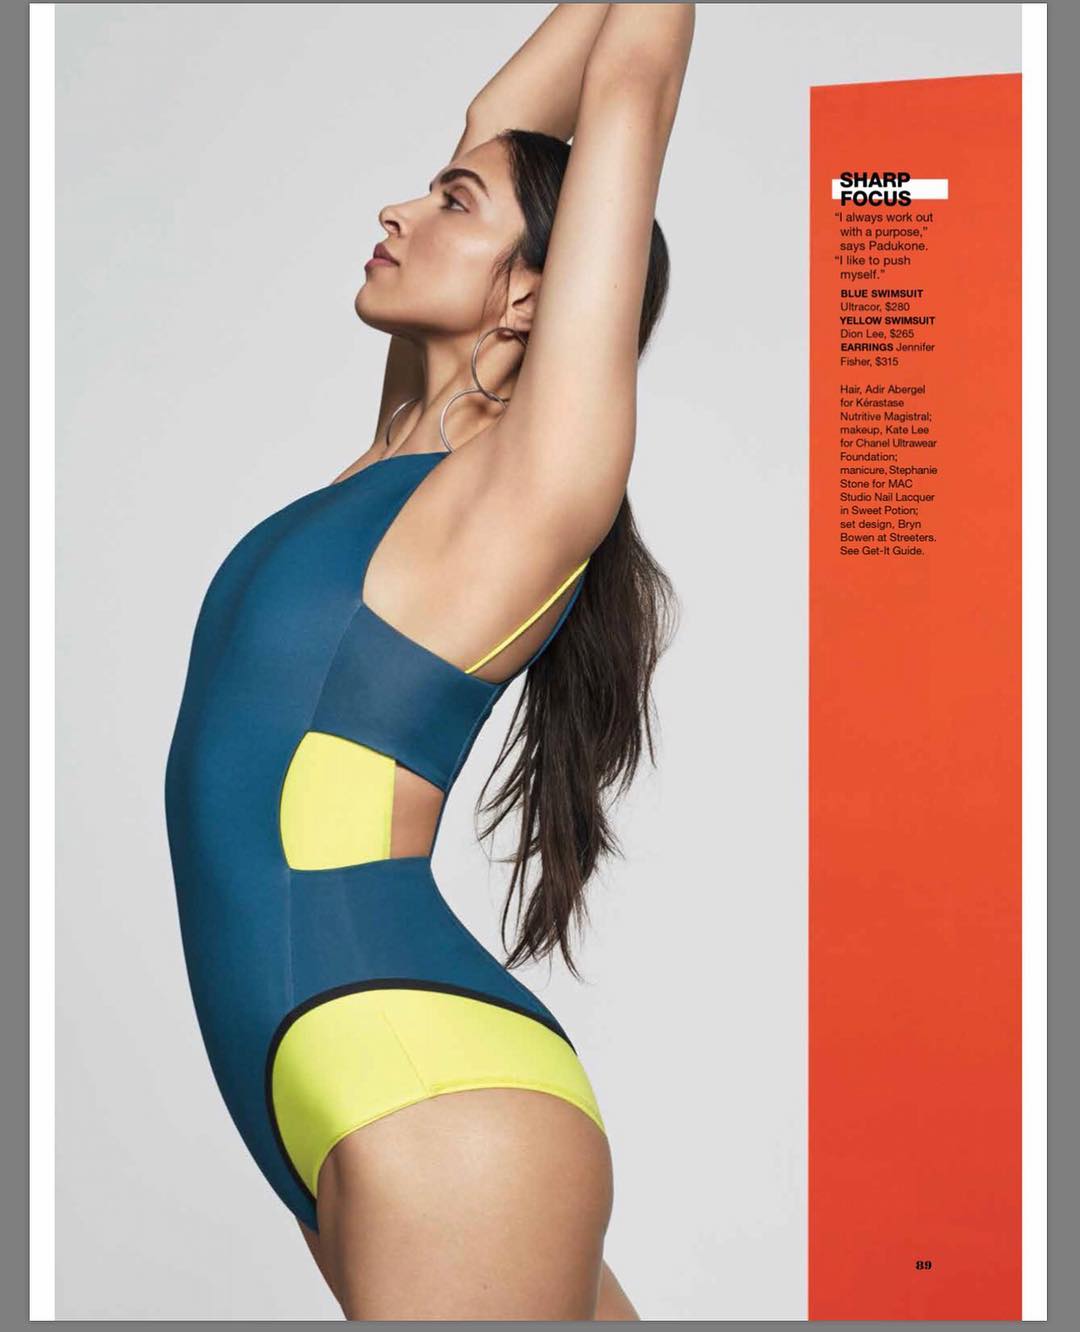 SHARP
FOCUS
“I always work out
with a purpose,”
says Padukone.
“I like to push
myself.”
BLUE SWIMSUIT
Ultracor, $280
YELLOW SWIMSUIT
Dion Lee, $265
EARRINGS Jennifer
Fisher, $315
Hair, Adir Abergel
for Kérastase
Nutritive Magistral;
makeup, Kate Lee
for Chanel Ultrawear
Foundation;
manicure, Stephanie
Stone for MAC
Studio Nail Lacquer
in Sweet Potion;
set design, Bryn
Bowen at Streeters.
See Get-It Guide.
89